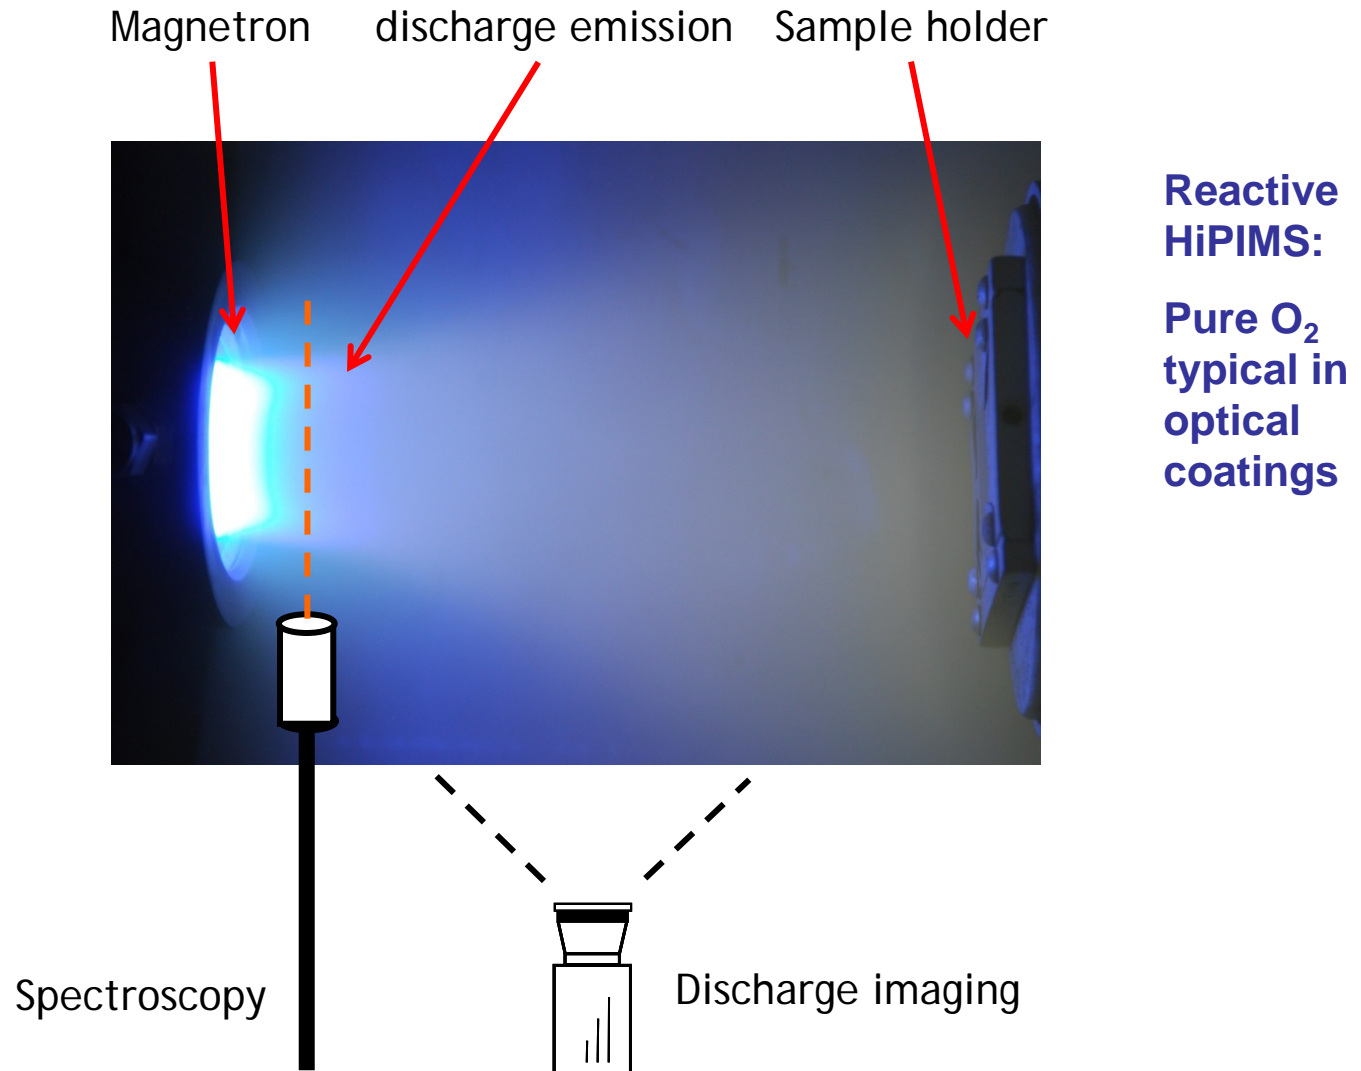 Magnetron
discharge emission
Sample holder
Reactive
HiPIMS:
Pure O₂
typical in
optical
coatings
Spectroscopy
Discharge imaging